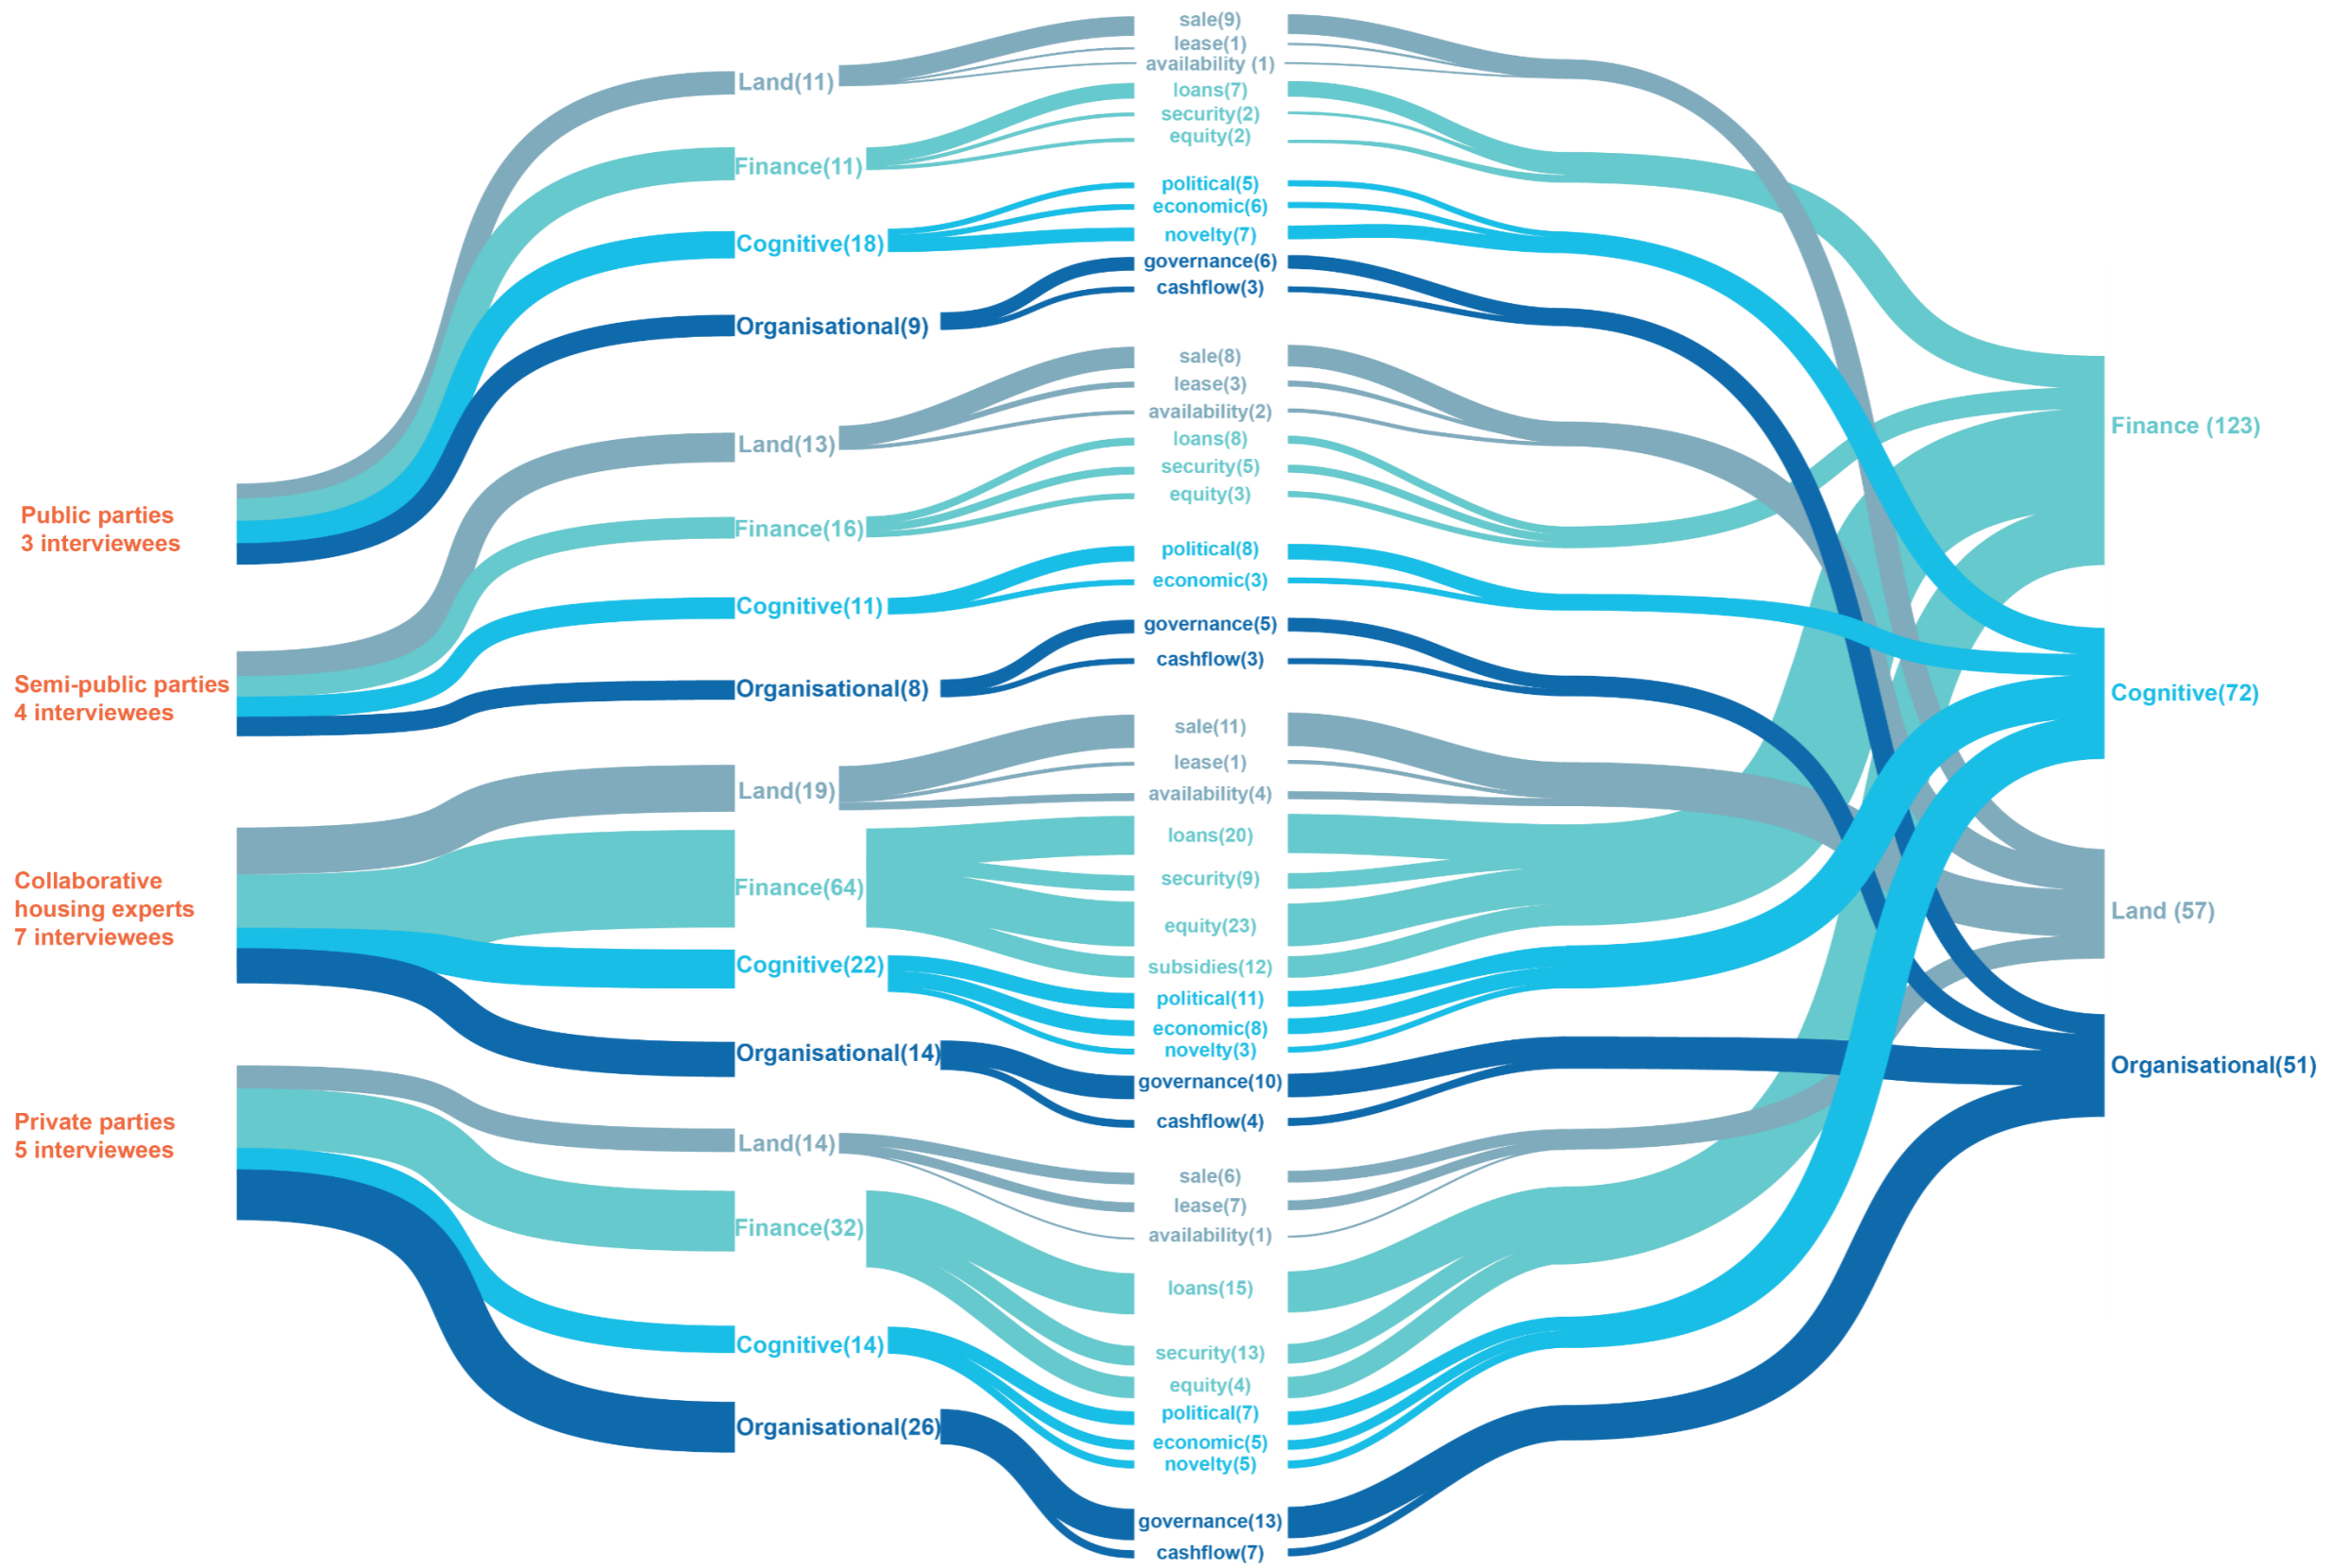 Public parties
3 interviewees
Semi-public parties
4 interviewees
Collaborative
housing experts
7 interviewees
Private parties
5 interviewees
Land(11)
Finance(11)
Cognitive(18)
Organisational(9)
Land(13)
Finance(16)
Cognitive(11)
Organisational(8)
Land(19)
Finance(64)
Cognitive(22)
Organisational(14)
Land(14)
Finance(32)
Cognitive(14)
Organisational(26)
sale(9)
lease(1)
availability (1)
loans(7)
security(2)
equity(2)
political(5)
economic(6)
novelty(7)
governance(6)
cashflow(3)
sale(8)
lease(3)
availability(2)
loans(8)
security(5)
equity(3)
political(8)
economic(3)
governance(5)
cashflow(3)
sale(11)
lease(1)
availability(4)
loans(20)
security(9)
equity(23)
subsidies(12)
political(11)
economic(8)
novelty(3)
governance(10)
cashflow(4)
sale(6)
lease(7)
availability(1)
loans(15)
security(13)
equity(4)
political(7)
economic(5)
novelty(5)
governance(13)
cashflow(7)
Finance (123)
Cognitive(72)
Land (57)
Organisational(51)